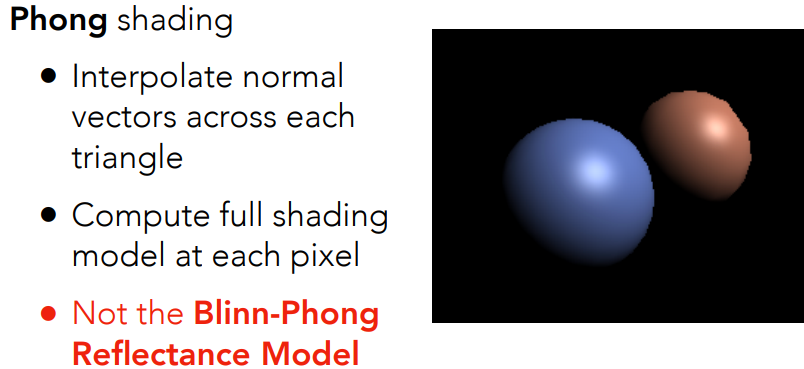 Phong shading
● Interpolate normal
vectors across each
triangle
● Compute full shading
model at each pixel
● Not the Blinn-Phong
Reflectance Model